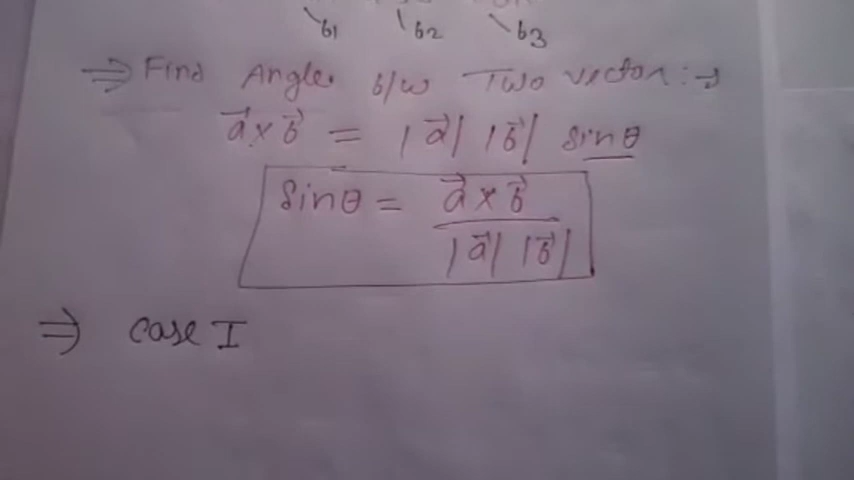 b1 b2 b3
⇒ Find Angle b/w Two vector :→
a⃗ × b⃗ = |a⃗| |b⃗| sinθ
sinθ = a⃗ × b⃗ / |a⃗| |b⃗|
⇒ case I